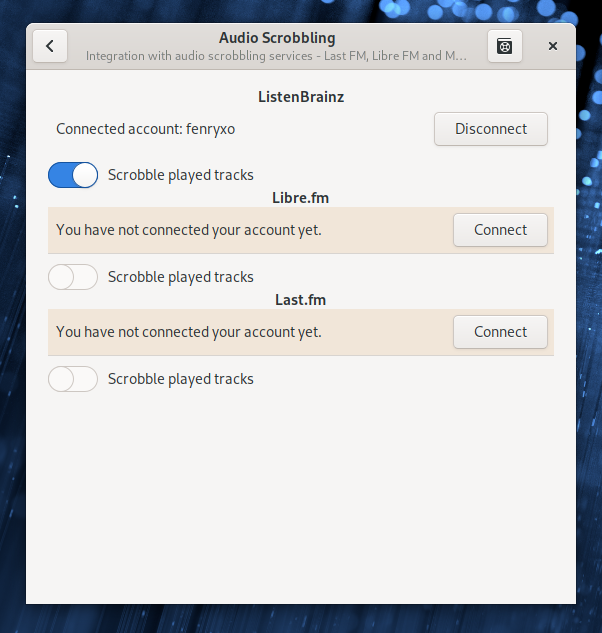 Audio Scrobbling
Integration with audio scrobbling services - Last FM, Libre FM and M...
ListenBrainz
Connected account: fenryxo
Disconnect
Scrobble played tracks
Libre.fm
You have not connected your account yet.
Connect
Scrobble played tracks
Last.fm
You have not connected your account yet.
Connect
Scrobble played tracks